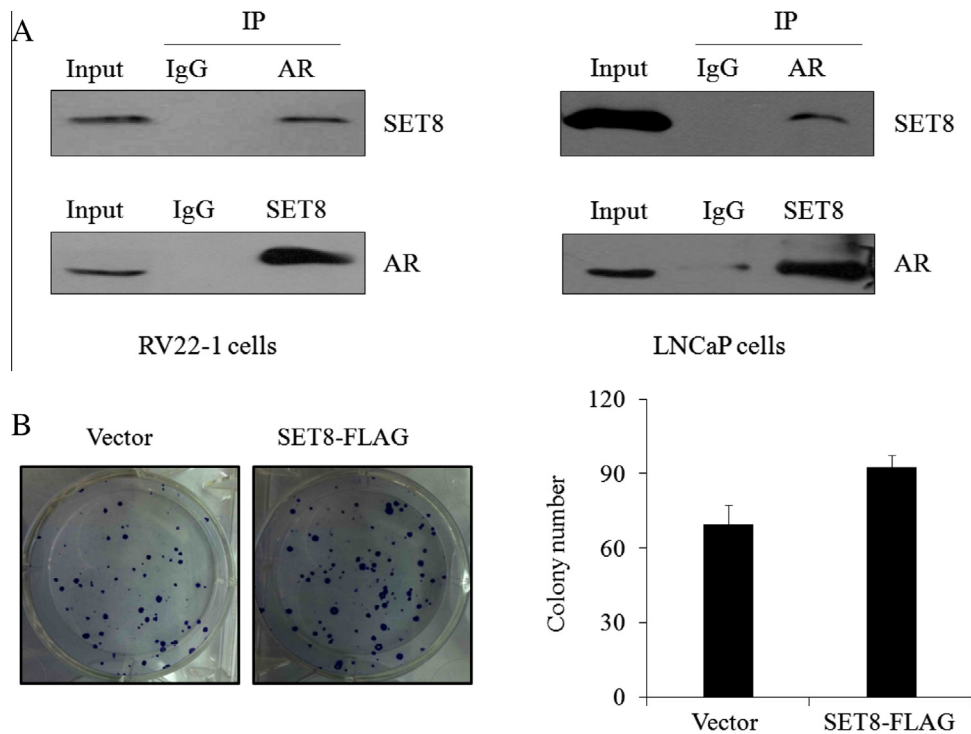 A
IP
Input IgG AR
SET8
Input IgG SET8
AR
RV22-1 cells
IP
Input IgG AR
SET8
Input IgG SET8
AR
LNCaP cells
B
Vector SET8-FLAG
120
90
60
30
0
Colony number
Vector SET8-FLAG